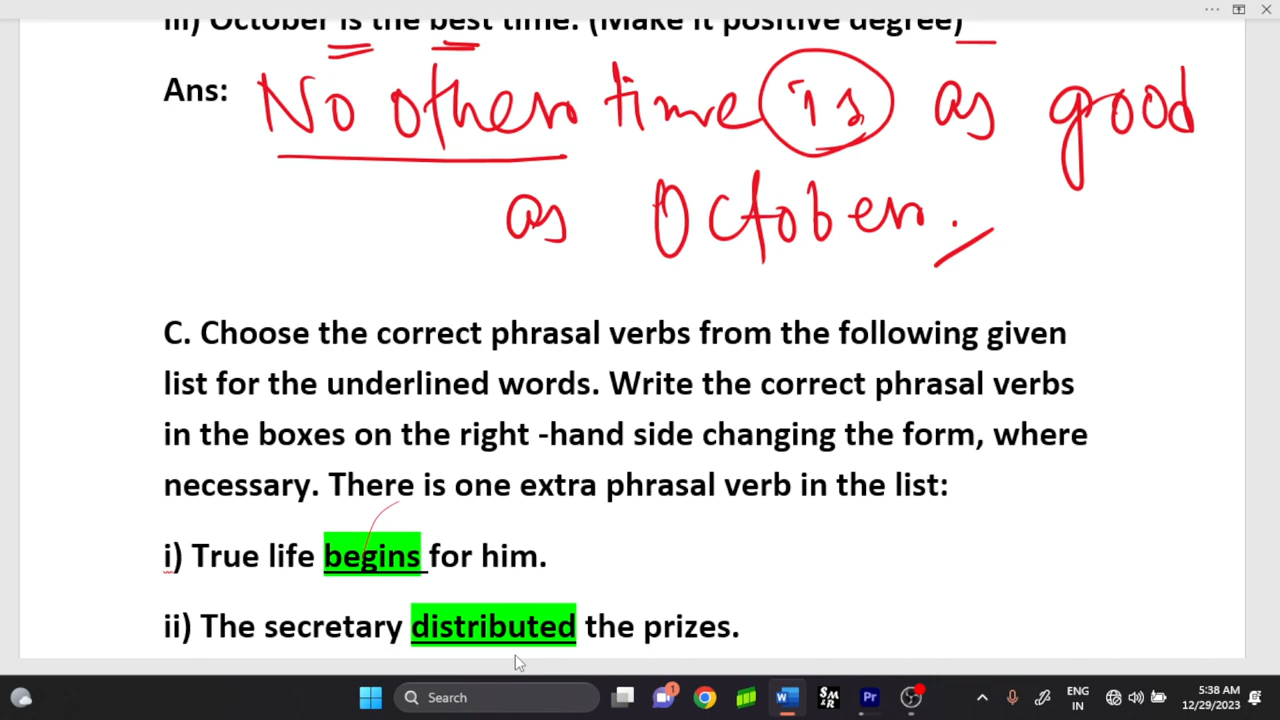 iii) October is the best time. (Make it positive degree)
Ans: No other time is as good
as October.
C. Choose the correct phrasal verbs from the following given
list for the underlined words. Write the correct phrasal verbs
in the boxes on the right -hand side changing the form, where
necessary. There is one extra phrasal verb in the list:
i) True life begins for him.
ii) The secretary distributed the prizes.
Search
1
W
S
M
Z
&
R
Pr
ENG
IN
5:38 AM
12/29/2023